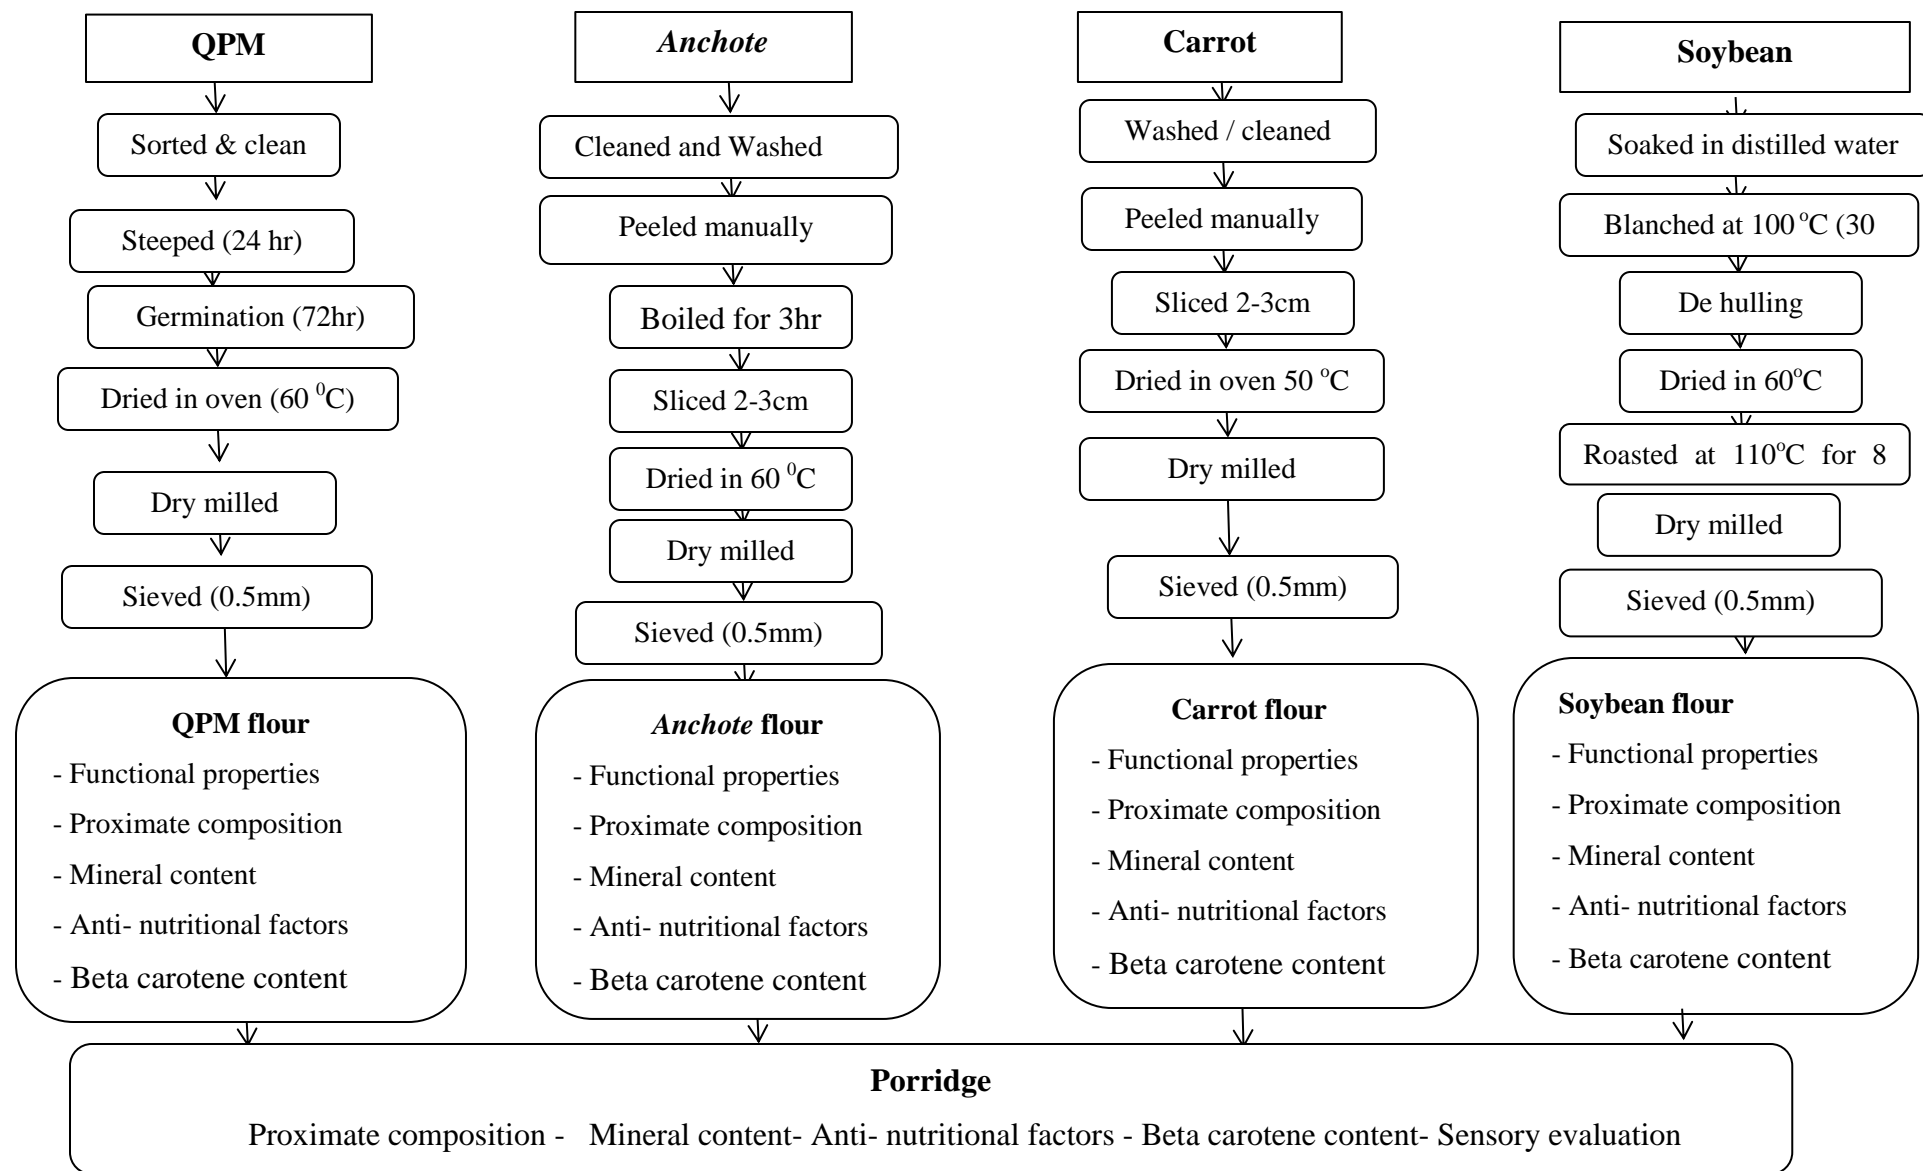 QPM
Sorted & clean
Steeped (24 hr)
Germination (72hr)
Dried in oven (60 ⁰C)
Dry milled
Sieved (0.5mm)
QPM flour
- Functional properties
- Proximate composition
- Mineral content
- Anti- nutritional factors
- Beta carotene content
Anchote
Cleaned and Washed
Peeled manually
Boiled for 3hr
Sliced 2-3cm
Dried in 60 ⁰C
Dry milled
Sieved (0.5mm)
Anchote flour
- Functional properties
- Proximate composition
- Mineral content
- Anti- nutritional factors
- Beta carotene content
Carrot
Washed / cleaned
Peeled manually
Sliced 2-3cm
Dried in oven 50 ᵒC
Dry milled
Sieved (0.5mm)
Carrot flour
- Functional properties
- Proximate composition
- Mineral content
- Anti- nutritional factors
- Beta carotene content
Soybean
Soaked in distilled water
Blanched at 100 ᵒC (30
De hulling
Dried in 60ᵒC
Roasted at 110ᵒC for 8
Dry milled
Sieved (0.5mm)
Soybean flour
- Functional properties
- Proximate composition
- Mineral content
- Anti- nutritional factors
- Beta carotene content
Porridge
Proximate composition - Mineral content- Anti- nutritional factors - Beta carotene content- Sensory evaluation